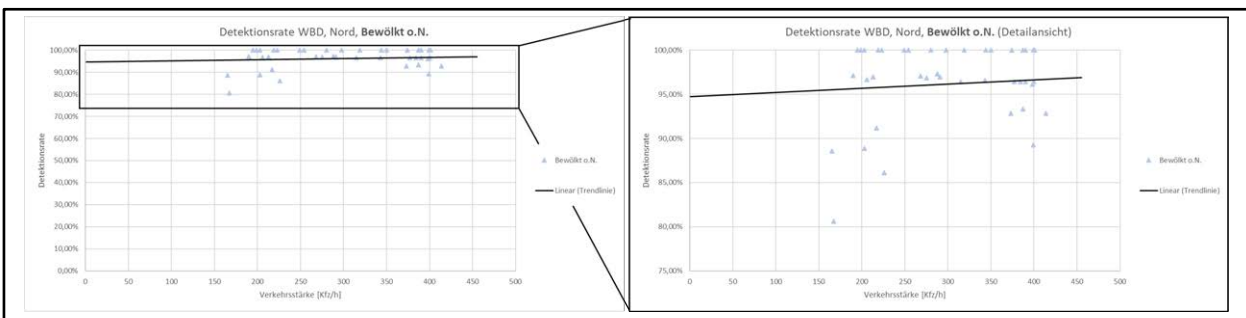 Detektionsrate WBD, Nord, Bewölkt o.N.
100,00%
90,00%
80,00%
70,00%
60,00%
50,00%
40,00%
30,00%
20,00%
10,00%
0,00%
Detektionsrate
0 50 100 150 200 250 300 350 400 450 500
Verkehrsstärke [Kfz/h]
Bewölkt o.N.
Linear (Trendlinie)
Detektionsrate WBD, Nord, Bewölkt o.N. (Detailansicht)
100,00%
95,00%
90,00%
85,00%
80,00%
75,00%
Detektionsrate
0 50 100 150 200 250 300 350 400 450 500
Verkehrsstärke [Kfz/h]
Bewölkt o.N.
Linear (Trendlinie)